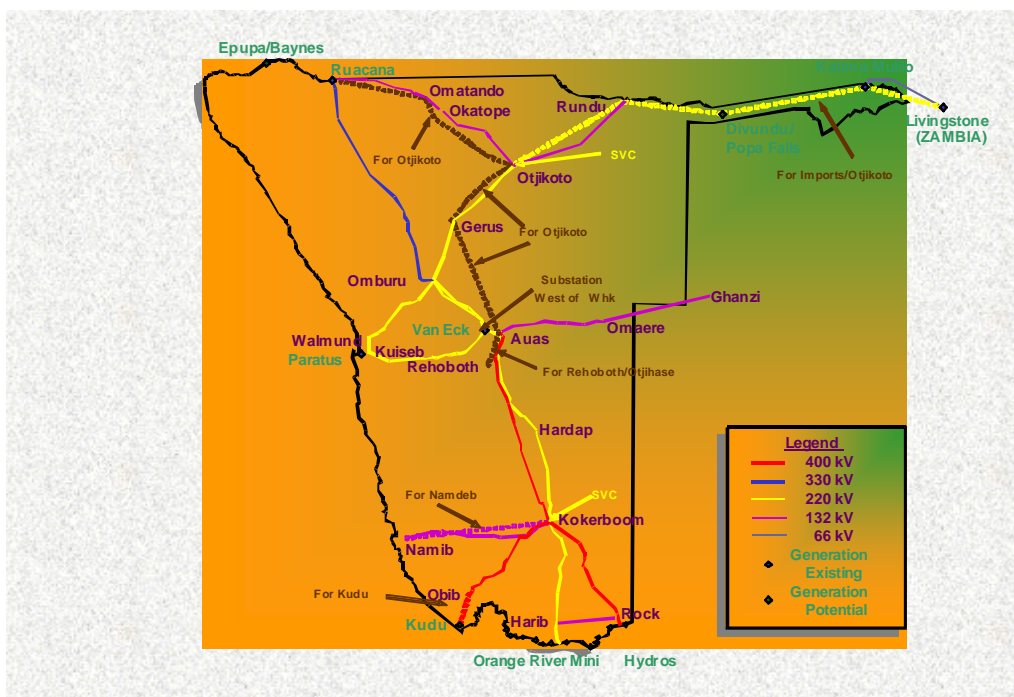 Epupa/Baynes
Ruacana
Omatando
Okatope
Rundu
Livingstone
(ZAMBIA)
Divundu/
Popa Falls
For Otjikoto
SVC
Otjikoto
For Imports/Otjikoto
Gerus
For Otjikoto
Omburu
Substation
West of Whk
Ghanzi
Van Eck
Auas
Omaere
Walmund
Paratus
Kuiseb
Rehoboth
For Rehoboth/Otjihase
Hardap
Legend
400 kV
330 kV
220 kV
132 kV
66 kV
Generation
Existing
Generation
Potential
For Namdeb
SVC
Kokerboom
Namib
For Kudu
Obib
Kudu
Harib
Rock
Orange River Mini Hydros